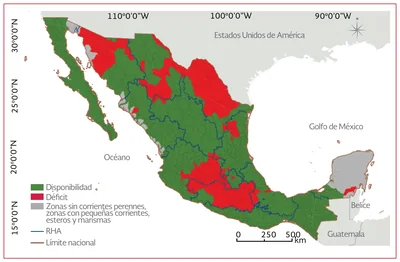 110°0'0"W 100°0'0"W 90°0'0"W
30°0'0"N
Estados Unidos de América
N
25°0'0"N
Golfo de México
20°0'0"N
Océano
Disponibilidad
Déficit
Zonas sin corrientes perennes,
zonas con pequeñas corrientes,
esteros y marismas
Belice
15°0'0"N
RHA
Guatemala
Límite nacional
0 250 500
km